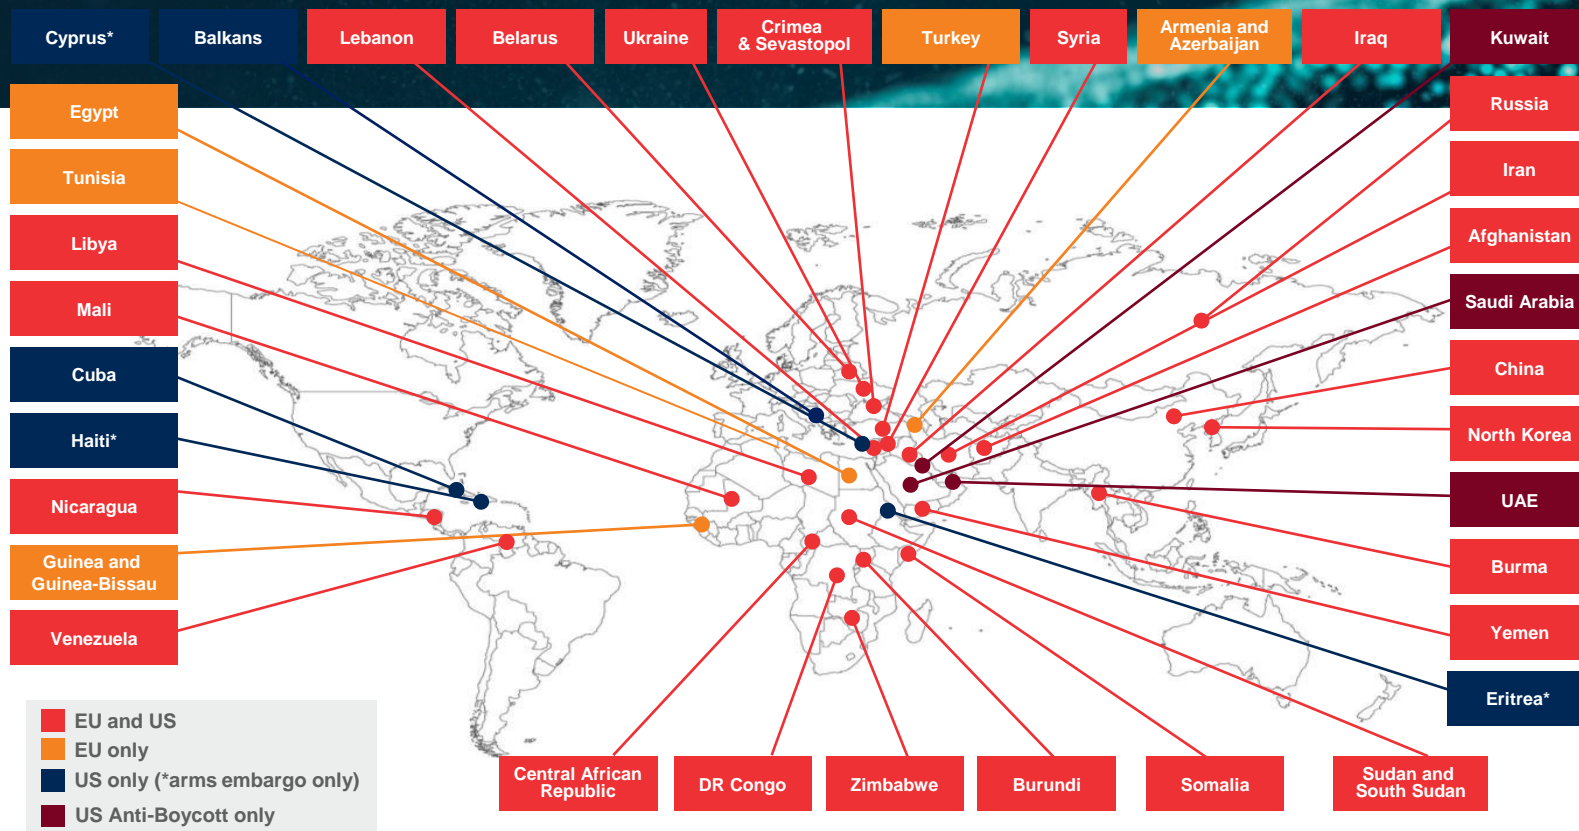 Cyprus*
Balkans
Lebanon
Belarus
Ukraine
Crimea
& Sevastopol
Turkey
Syria
Armenia and
Azerbaijan
Iraq
Kuwait
Egypt
Tunisia
Libya
Mali
Cuba
Haiti*
Nicaragua
Guinea and
Guinea-Bissau
Venezuela
Russia
Iran
Afghanistan
Saudi Arabia
China
North Korea
UAE
Burma
Yemen
Eritrea*
EU and US
EU only
US only (*arms embargo only)
US Anti-Boycott only
Central African
Republic
DR Congo
Zimbabwe
Burundi
Somalia
Sudan and
South Sudan